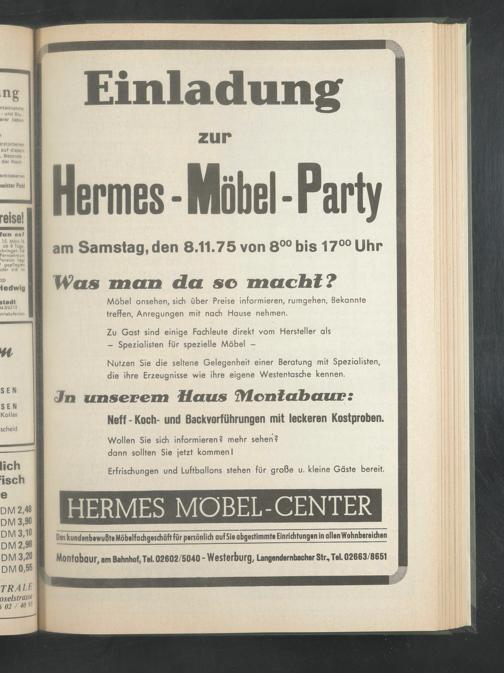 Einladung
zur
Hermes - Möbel - Party
am Samstag, den 8.11.75 von 8⁰⁰ bis 17⁰⁰ Uhr
Was man da so macht?
Möbel ansehen, sich über Preise informieren, rumgehen, Bekannte
treffen, Anregungen mit nach Hause nehmen.
Zu Gast sind einige Fachleute direkt vom Hersteller als
– Spezialisten für spezielle Möbel –
Nutzen Sie die seltene Gelegenheit einer Beratung mit Spezialisten,
die ihre Erzeugnisse wie ihre eigene Westentasche kennen.
In unserem Haus Montabaur:
Neff - Koch- und Backvorführungen mit leckeren Kostproben.
Wollen Sie sich informieren? mehr sehen?
dann sollten Sie jetzt kommen!
Erfrischungen und Luftballons stehen für große u. kleine Gäste bereit.
HERMES MÖBEL-CENTER
Das kundenbewußte Möbelfachgeschäft für persönlich auf Sie abgestimmte Einrichtungen in allen Wohnbereichen
Montabaur, am Bahnhof, Tel. 02602/5040 - Westerburg, Langendernbacher Str., Tel. 02663/8651
ng
reise!
Hedwig
stadt
SEN
SEN
Kollas
scheid
lich
isch
e
DM 2,48
DM 3,90
DM 3,10
DM 2,98
DM 3,20
DM 0,55
TRALE
oselstrasse